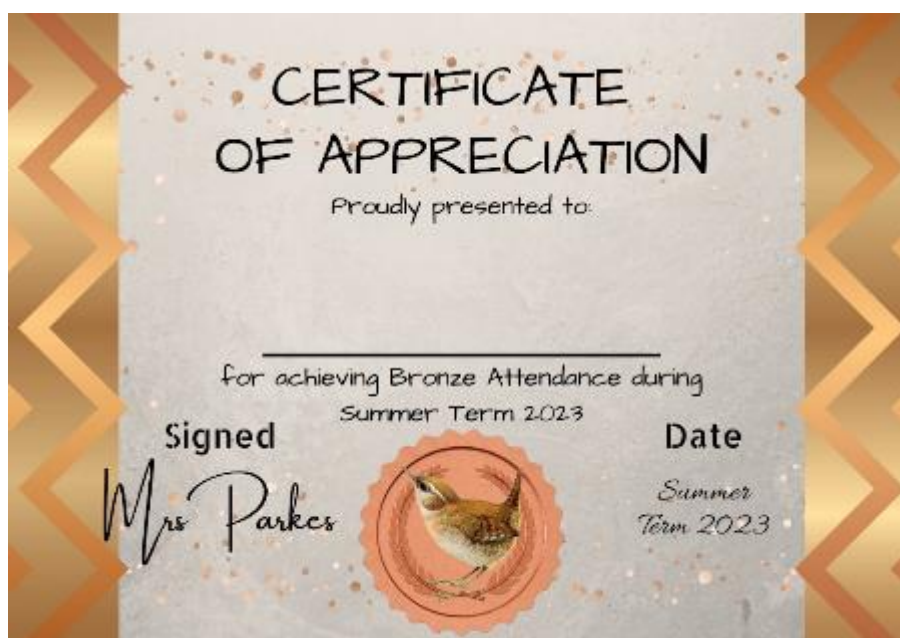 CERTIFICATE
OF APPRECIATION
Proudly presented to:
for achieving Bronze Attendance during
Summer Term 2023
Signed
Date
Mrs Parkes
Summer
Term 2023